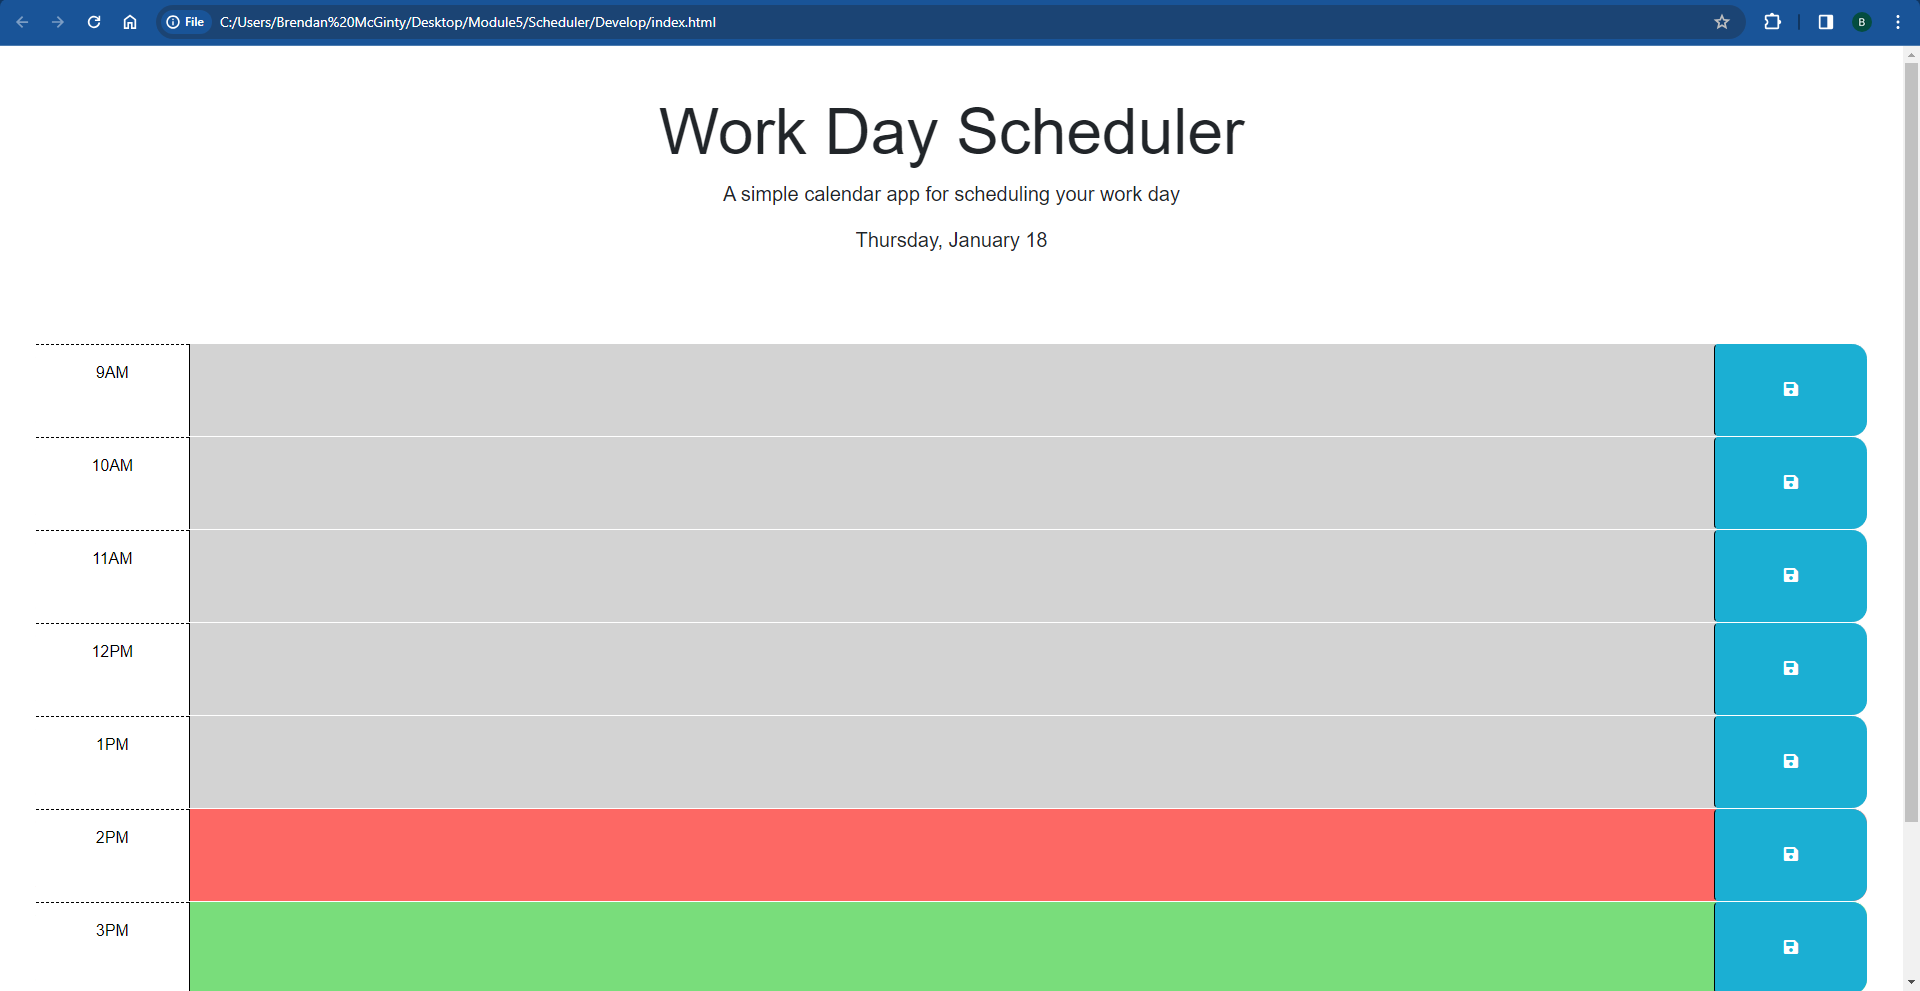 File C:/Users/Brendan%20McGinty/Desktop/Module5/Scheduler/Develop/index.html
B
Work Day Scheduler
A simple calendar app for scheduling your work day
Thursday, January 18
9AM
10AM
11AM
12PM
1PM
2PM
3PM